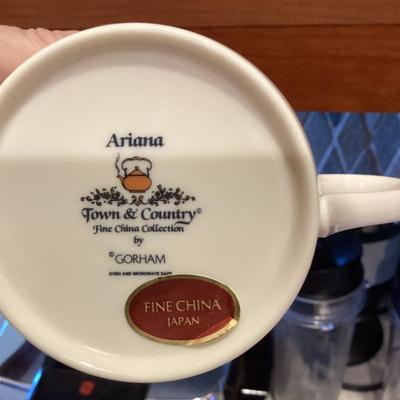 Ariana
Town & Country©
Fine China Collection
by
© GORHAM
OVEN AND MICROWAVE SAFE
FINE CHINA
JAPAN